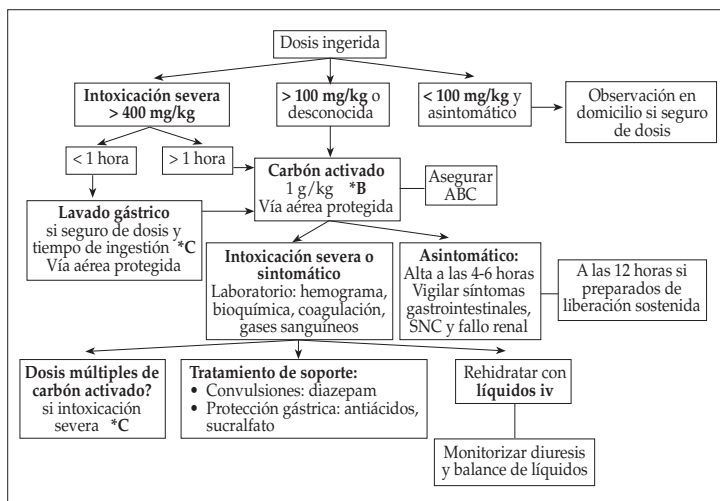 Dosis ingerida
Intoxicación severa
> 400 mg/kg
> 100 mg/kg o
desconocida
< 100 mg/kg y
asintomático
Observación en
domicilio si seguro
de dosis
< 1 hora
> 1 hora
Carbón activado
1 g/kg *B
Vía aérea protegida
Asegurar
ABC
Lavado gástrico
si seguro de dosis y
tiempo de ingestión *C
Vía aérea protegida
Intoxicación severa o
sintomático
Laboratorio: hemograma,
bioquímica, coagulación,
gases sanguíneos
Asintomático:
Alta a las 4-6 horas
Vigilar síntomas
gastrointestinales,
SNC y fallo renal
A las 12 horas si
preparados de
liberación sostenida
Dosis múltiples de
carbón activado?
si intoxicación
severa *C
Tratamiento de soporte:
• Convulsiones: diazepam
• Protección gástrica: antiácidos,
sucralfato
Rehidratar con
líquidos iv
Monitorizar diuresis
y balance de líquidos